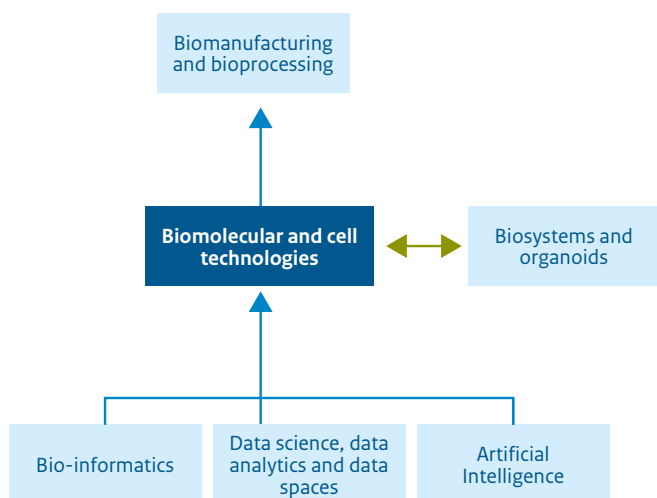 Biomanufacturing
and bioprocessing
Biomolecular and cell
technologies
Biosystems and
organoids
Bio-informatics
Data science, data
analytics and data
spaces
Artificial
Intelligence